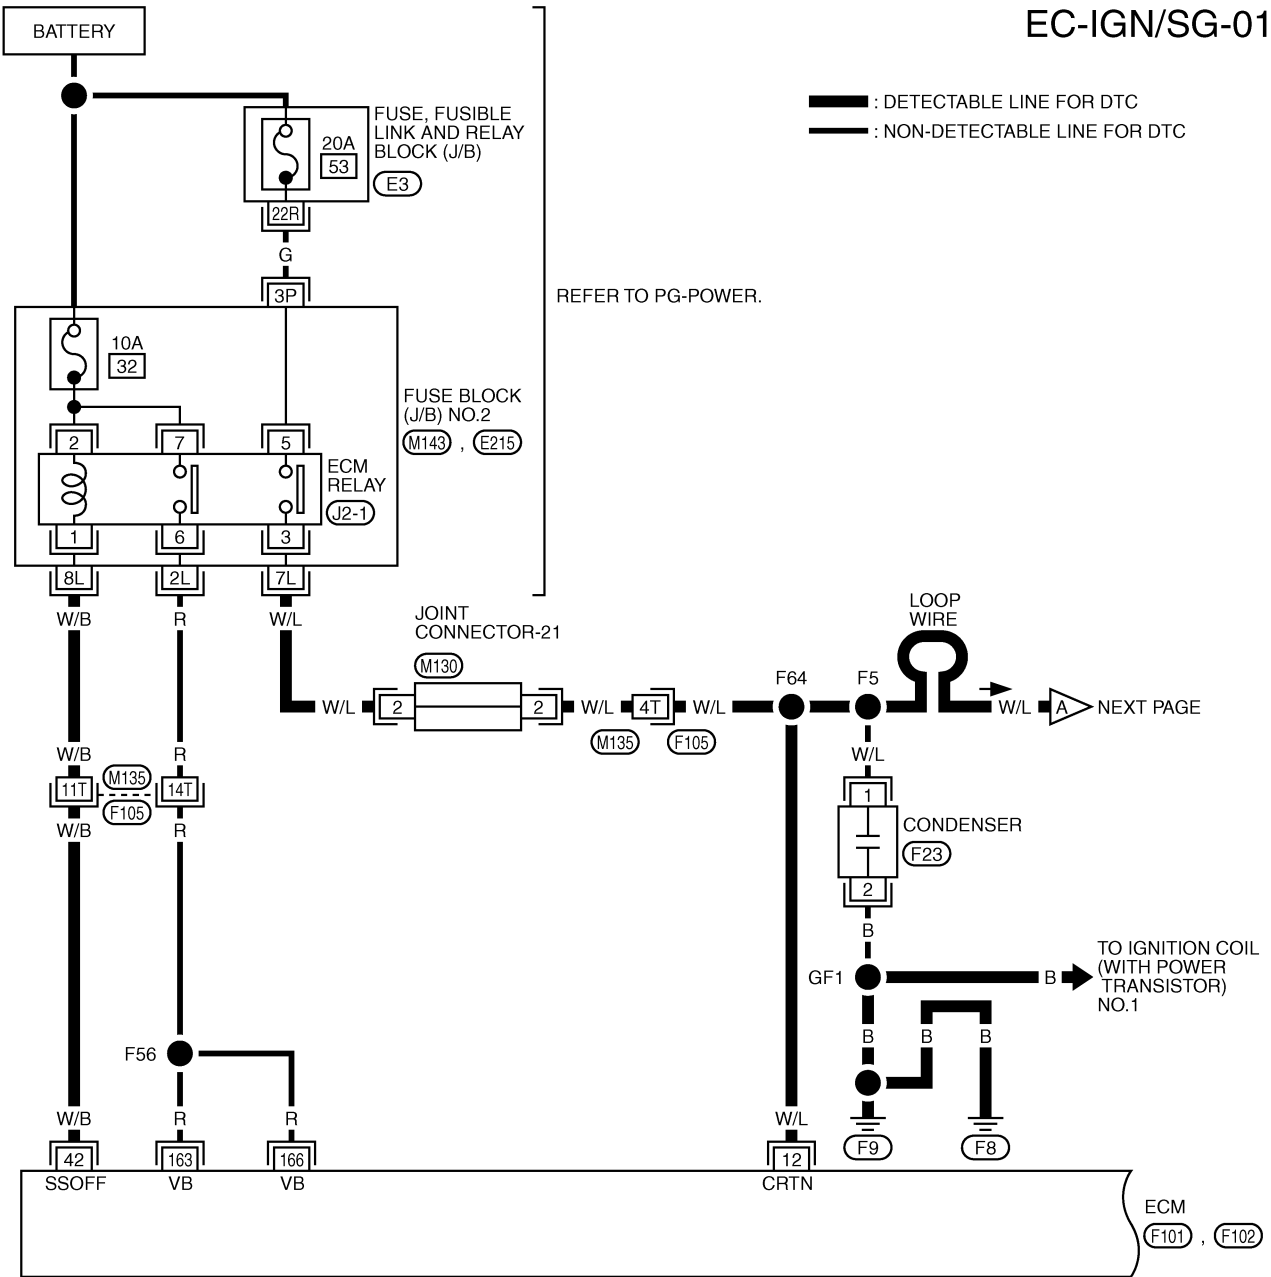 EC-IGN/SG-01
BATTERY
: DETECTABLE LINE FOR DTC
: NON-DETECTABLE LINE FOR DTC
FUSE, FUSIBLE
LINK AND RELAY
BLOCK (J/B)
20A
53
E3
22R
G
3P
REFER TO PG-POWER.
10A
32
FUSE BLOCK
(J/B) NO.2
M143 , E215
2 7 5
ECM
RELAY
J2-1
1 6 3
8L 2L 7L
W/B R W/L
JOINT
CONNECTOR-21
M130
LOOP
WIRE
F64 F5
W/L 2 2 W/L 4T W/L W/L A NEXT PAGE
M135 F105
W/B R W/L
11T M135 14T 1
F105
W/B R
CONDENSER
F23
2
B
GF1 B
TO IGNITION COIL
(WITH POWER
TRANSISTOR)
NO.1
B B B
F56
W/B R R W/L
F9 F8
42 163 166 12
SSOFF VB VB CRTN
ECM
F101 , F102